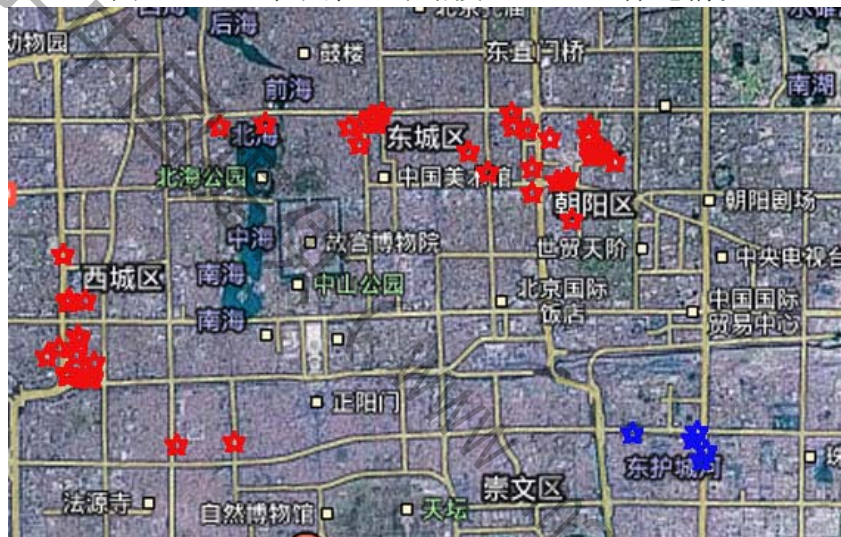 后海
动物园
鼓楼
东直门桥
前海
南湖
北海
东城区
北海公园
中国美术馆
朝阳区
朝阳剧场
中海
故宫博物院
世贸天阶
中央电视台
西城区
南海
中山公园
北京国际
饭店
中国国际
贸易中心
南海
正阳门
www
东护城河
崇文区
法源寺
自然博物馆
天坛